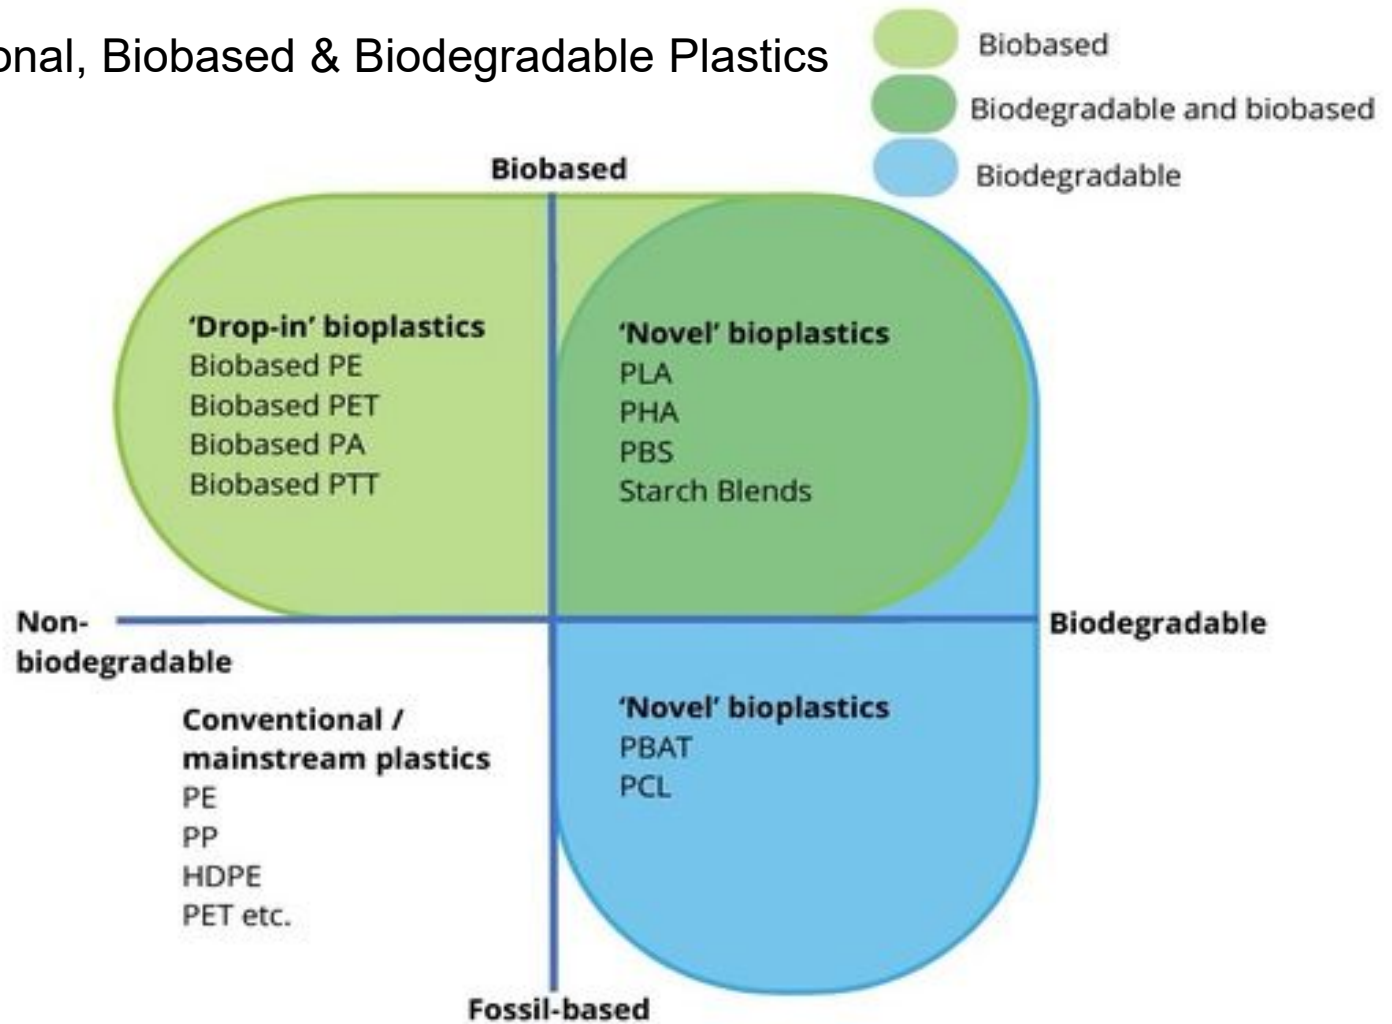 onal, Biobased & Biodegradable Plastics
Biobased
Biodegradable and biobased
Biodegradable
Biobased
‘Drop-in’ bioplastics
Biobased PE
Biobased PET
Biobased PA
Biobased PTT
‘Novel’ bioplastics
PLA
PHA
PBS
Starch Blends
Non-
biodegradable
Biodegradable
Conventional /
mainstream plastics
PE
PP
HDPE
PET etc.
‘Novel’ bioplastics
PBAT
PCL
Fossil-based